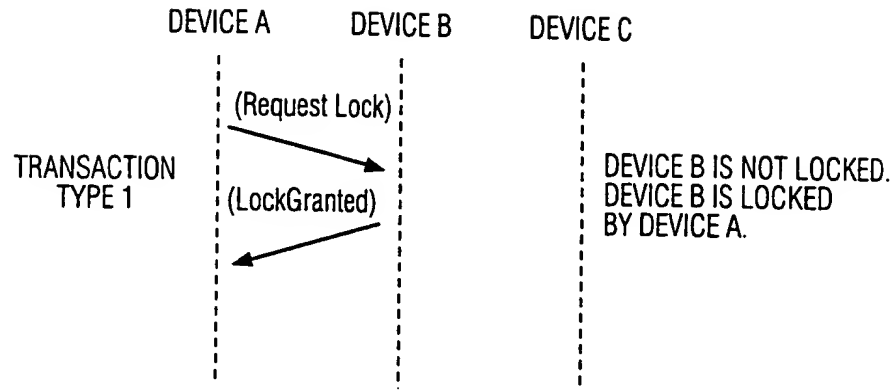 DEVICE A DEVICE B DEVICE C
(Request Lock)
TRANSACTION
TYPE 1
(LockGranted)
DEVICE B IS NOT LOCKED.
DEVICE B IS LOCKED
BY DEVICE A.